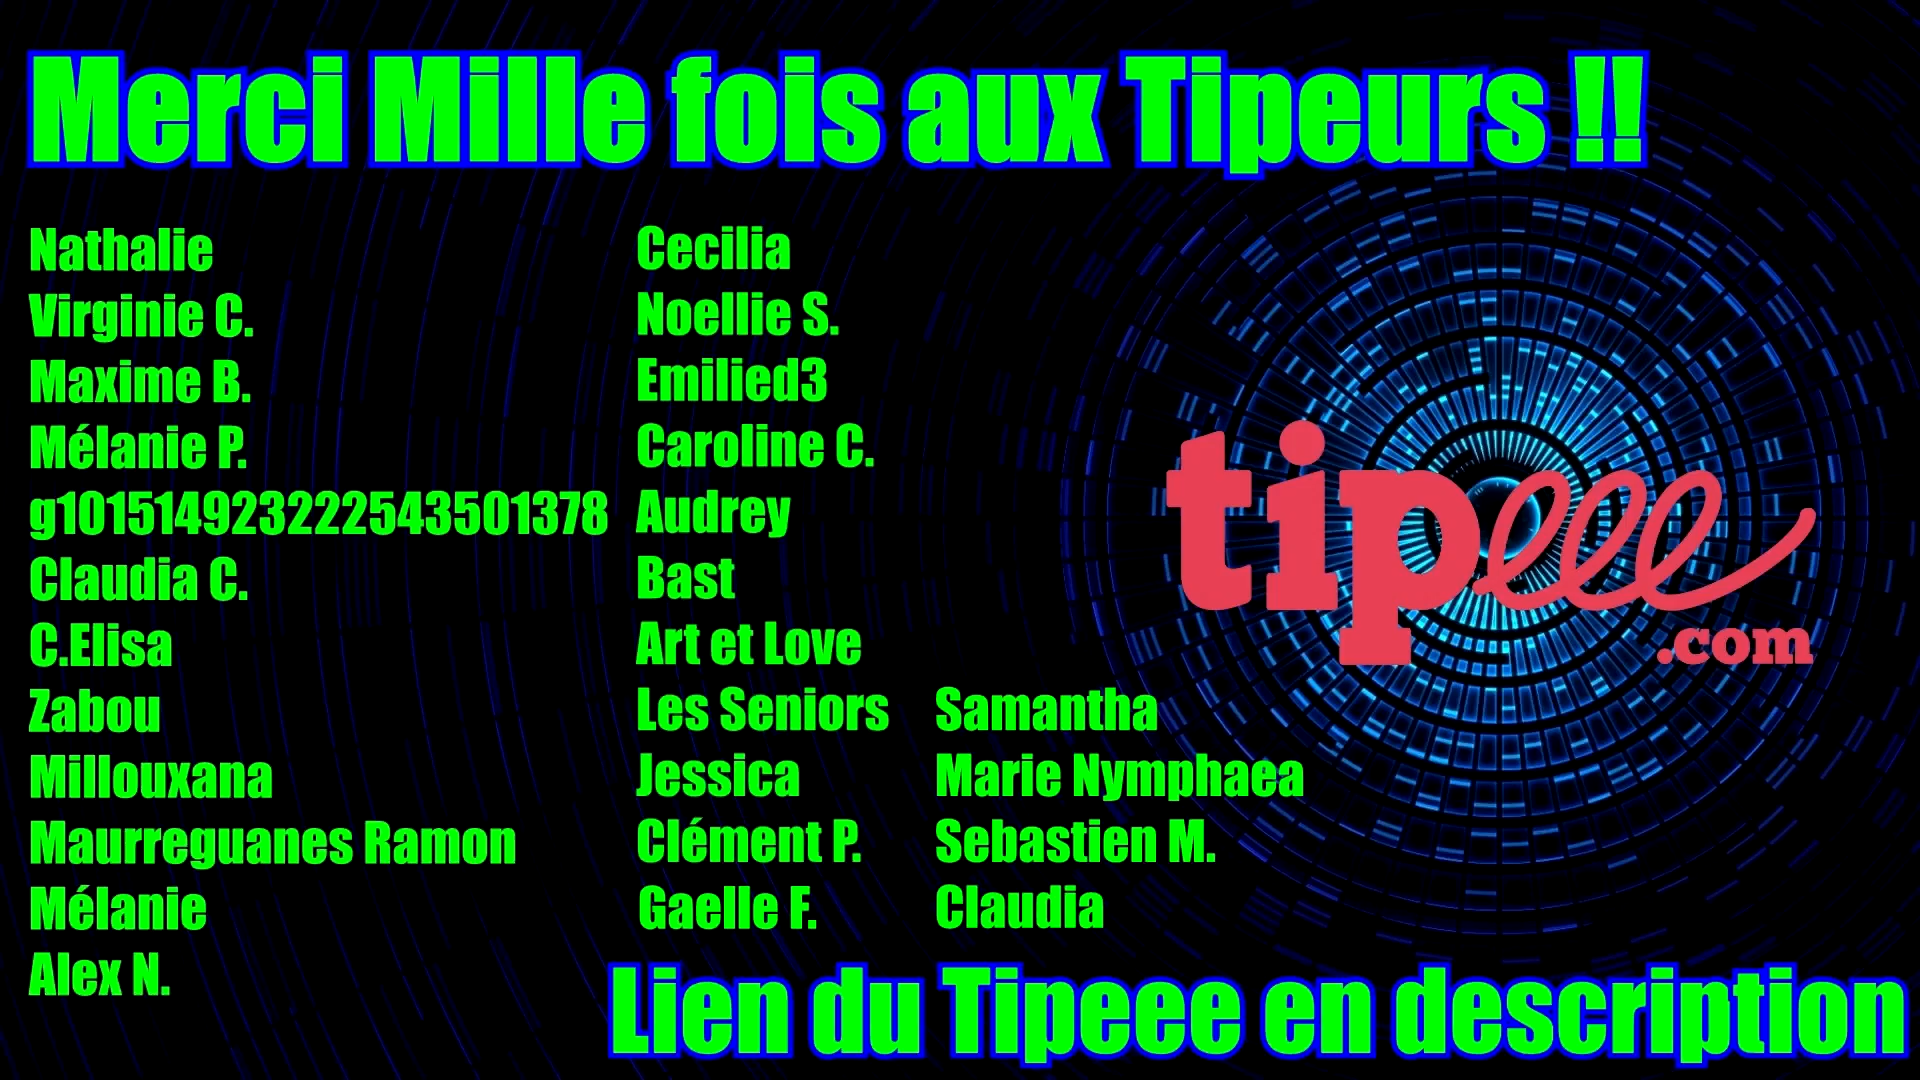 Merci Mille fois aux Tipeurs !!
Nathalie
Virginie C.
Maxime B.
Mélanie P.
g101514923222543501378
Claudia C.
C.Elisa
Zabou
Millouxana
Maurreguanes Ramon
Mélanie
Alex N.
Cecilia
Noellie S.
Emilied3
Caroline C.
Audrey
Bast
Art et Love
Les Seniors
Jessica
Clément P.
Gaelle F.
Samantha
Marie Nymphaea
Sebastien M.
Claudia
tipeee
.com
Lien du Tipeee en description